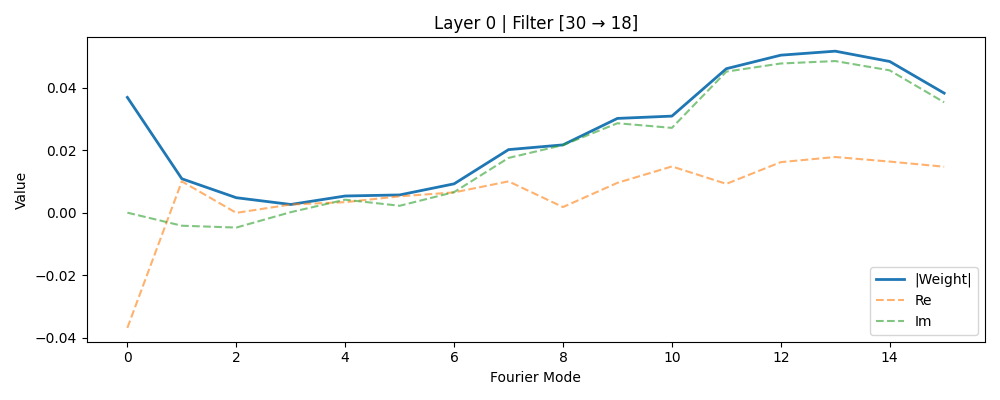 Layer 0 | Filter [30 → 18]
Value
0.04
0.02
0.00
−0.02
−0.04
|Weight|
Re
Im
0 2 4 6 8 10 12 14
Fourier Mode